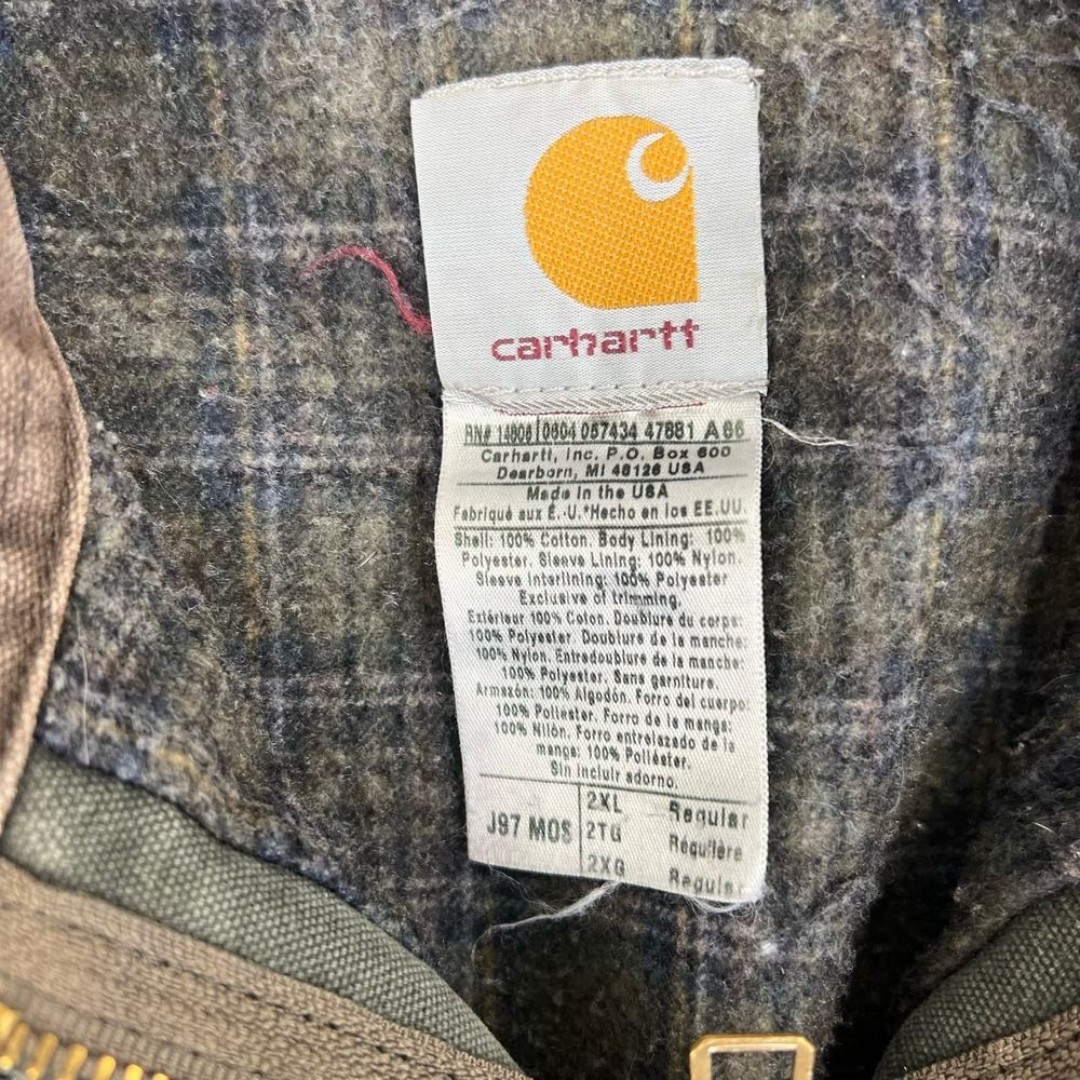 carhartt
RN# 14806 0604 057434 47881 A66
Carhartt, Inc. P.O. Box 600
Dearborn, MI 48126 USA
Made in the USA
Fabriqué aux É.-U.*Hecho en los EE.UU.
Shell: 100% Cotton. Body Lining: 100%
Polyester. Sleeve Lining: 100% Nylon.
Sleeve Interlining: 100% Polyester
Exclusive of trimming.
Extérieur 100% Coton. Doublure du corps:
100% Polyester. Doublure de la manche:
100% Nylon. Entredoublure de la manche:
100% Polyester. Sans garniture.
Armazón: 100% Algodón. Forro del cuerpo:
100% Poliéster. Forro de la manga:
100% Nilón. Forro entrelazado de la
manga: 100% Poliéster.
Sin incluir adorno.
J97 MOS
2XL Regular
2TG Régulière
2XG Regular